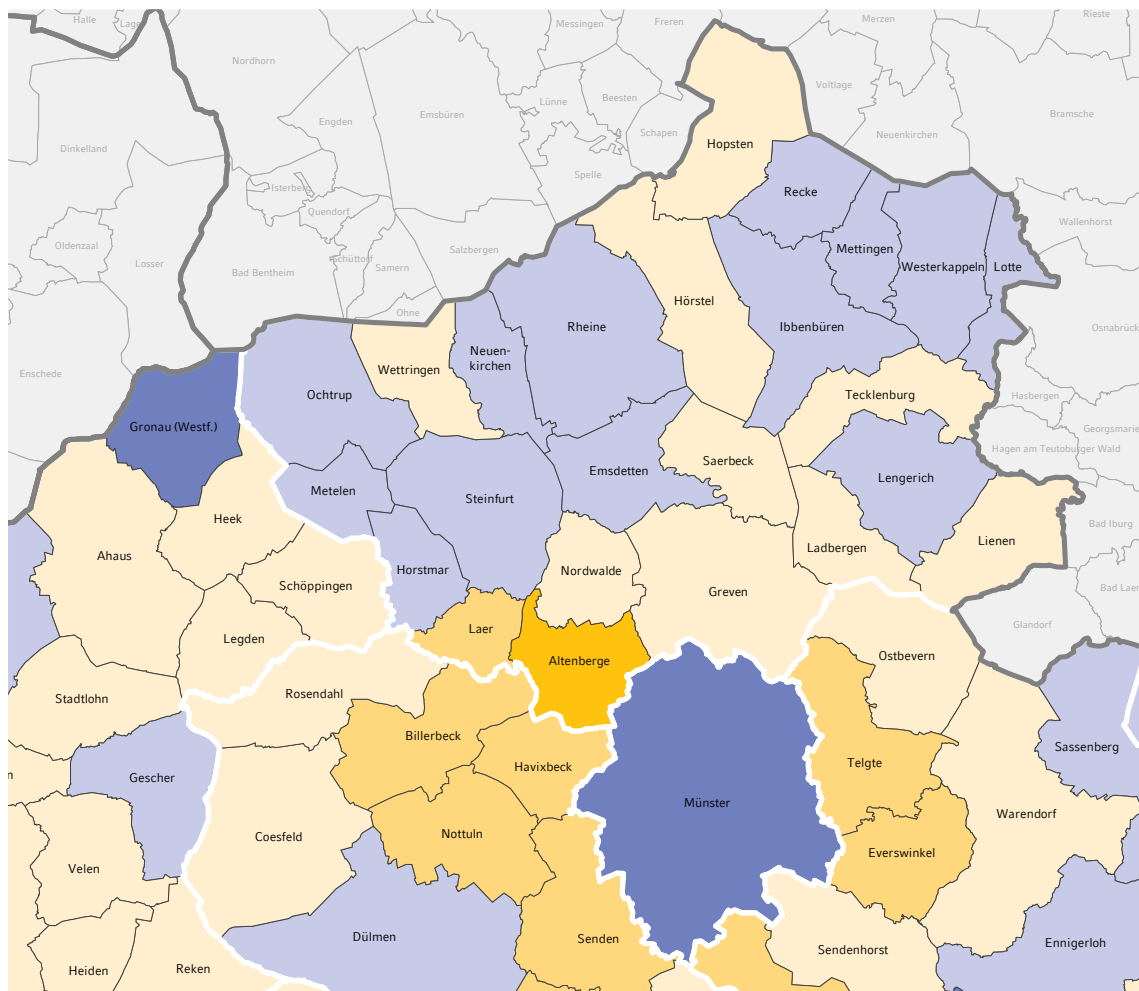 Halle
Lage
Messingen
Freren
Merzen
Rieste
Nordhorn
Voltlage
Lünne
Beesten
Emsbüren
Engden
Bramsche
Schapen
Neuenkirchen
Dinkelland
Hopsten
Spelle
Isterberg
Recke
Quendorf
Wallenhorst
Oldenzaal
Salzbergen
Mettingen
Losser
Schüttorf
Samern
Bad Bentheim
Westerkappeln
Lotte
Hörstel
Ohne
Rheine
Ibbenbüren
Osnabrück
Neuen-
kirchen
Enschede
Wettringen
Ochtrup
Tecklenburg
Hasbergen
Gronau (Westf.)
Georgsmarie
Hagen am Teutoburger Wald
Saerbeck
Emsdetten
Lengerich
Metelen
Steinfurt
Heek
Bad Iburg
Lienen
Ladbergen
Ahaus
Horstmar
Nordwalde
Schöppingen
Bad Laer
Greven
Glandorf
Laer
Legden
Ostbevern
Altenberge
Rosendahl
Stadtlohn
Billerbeck
Sassenberg
Telgte
Havixbeck
n
Gescher
Münster
Warendorf
Nottuln
Coesfeld
Everswinkel
Velen
Dülmen
Senden
Ennigerloh
Sendenhorst
Heiden
Reken